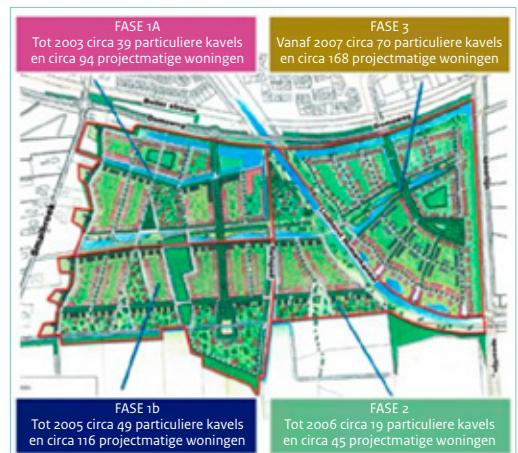 FASE 1A
Tot 2003 circa 39 particuliere kavels
en circa 94 projectmatige woningen
FASE 3
Vanaf 2007 circa 70 particuliere kavels
en circa 168 projectmatige woningen
FASE 1b
Tot 2005 circa 49 particuliere kavels
en circa 116 projectmatige woningen
FASE 2
Tot 2006 circa 19 particuliere kavels
en circa 45 projectmatige woningen